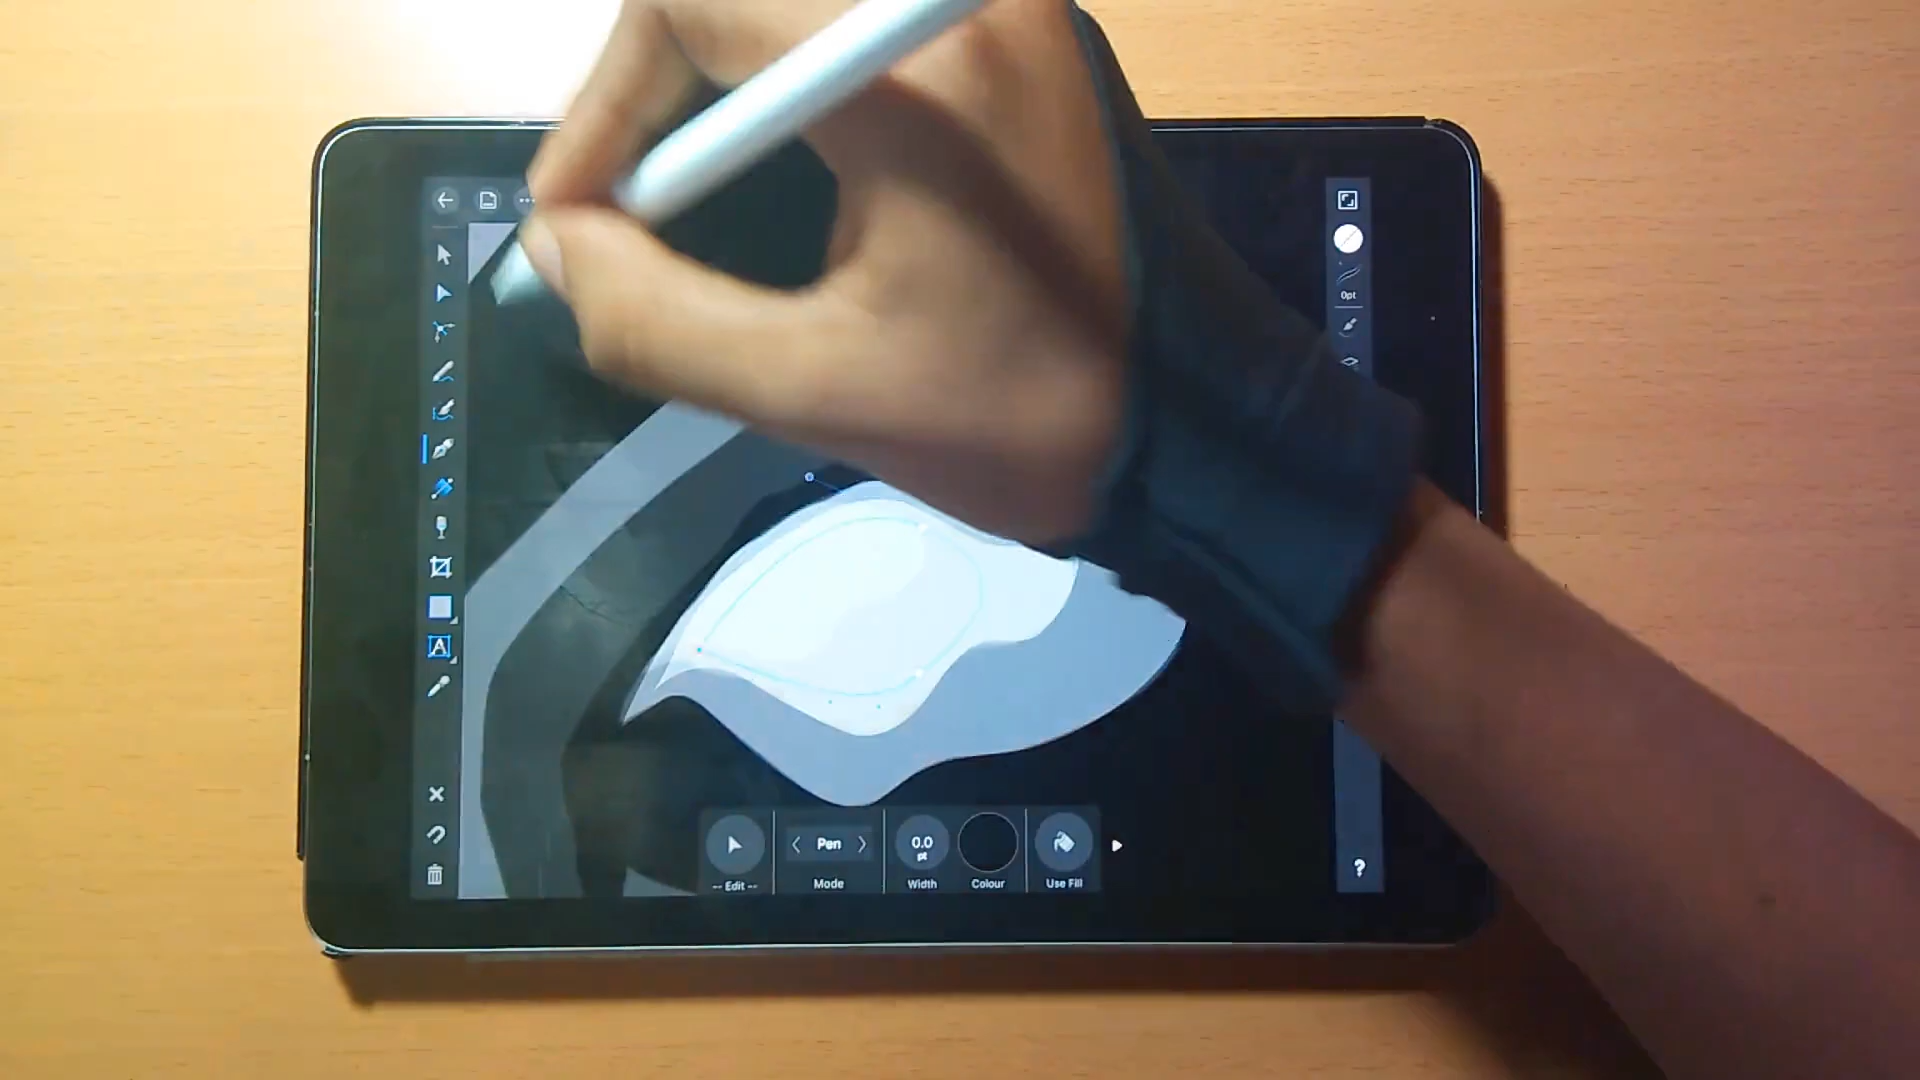 0pt
A
Pen
0.0
pt
-- Edit --
Mode
Width
Colour
Use Fill
?